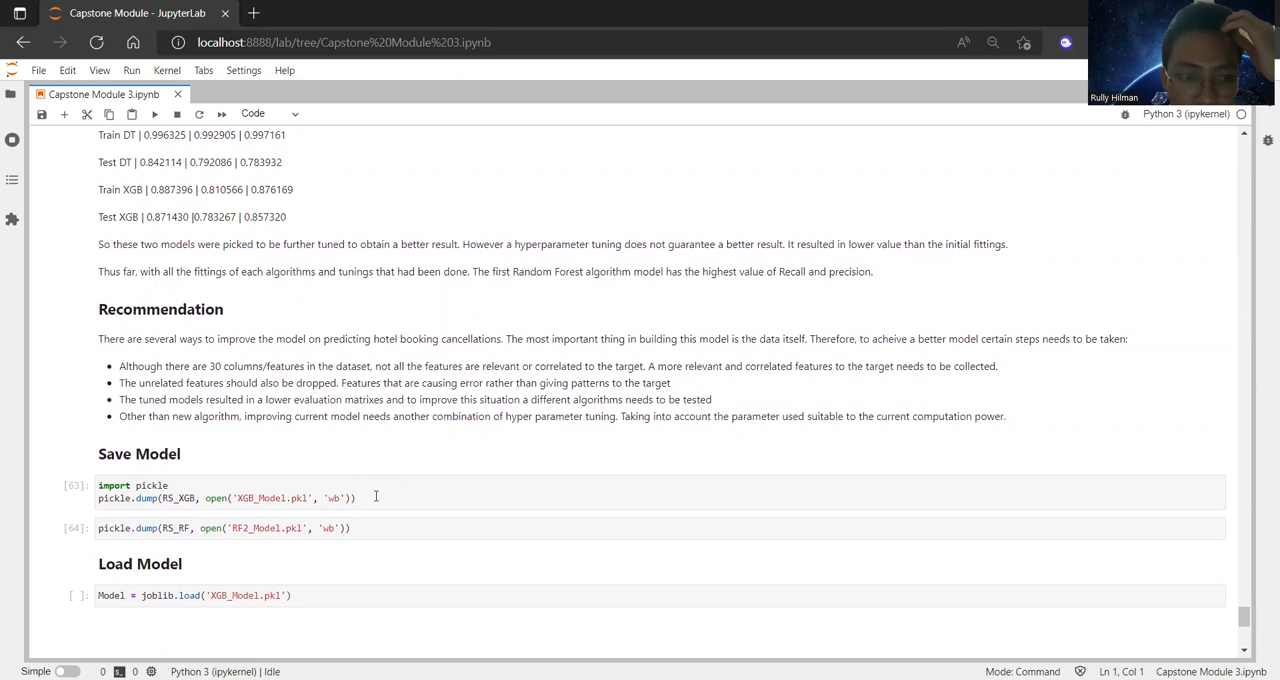 Capstone Module - JupyterLab
localhost:8888/lab/tree/Capstone%20Module%203.ipynb
Rully Hilman
File Edit View Run Kernel Tabs Settings Help
Capstone Module 3.ipynb
Code
Python 3 (ipykernel)
Train DT | 0.996325 | 0.992905 | 0.997161
Test DT | 0.842114 | 0.792086 | 0.783932
Train XGB | 0.887396 | 0.810566 | 0.876169
Test XGB | 0.871430 |0.783267 | 0.857320
So these two models were picked to be further tuned to obtain a better result. However a hyperparameter tuning does not guarantee a better result. It resulted in lower value than the initial fittings.
Thus far, with all the fittings of each algorithms and tunings that had been done. The first Random Forest algorithm model has the highest value of Recall and precision.
Recommendation
There are several ways to improve the model on predicting hotel booking cancellations. The most important thing in building this model is the data itself. Therefore, to acheive a better model certain steps needs to be taken:
• Although there are 30 columns/features in the dataset, not all the features are relevant or correlated to the target. A more relevant and correlated features to the target needs to be collected.
• The unrelated features should also be dropped. Features that are causing error rather than giving patterns to the target
• The tuned models resulted in a lower evaluation matrixes and to improve this situation a different algorithms needs to be tested
• Other than new algorithm, improving current model needs another combination of hyper parameter tuning. Taking into account the parameter used suitable to the current computation power.
Save Model
[63]: import pickle
pickle.dump(RS_XGB, open('XGB_Model.pkl', 'wb'))
[64]: pickle.dump(RS_RF, open('RF2_Model.pkl', 'wb'))
Load Model
[ ]: Model = joblib.load('XGB_Model.pkl')
Simple 0 0 Python 3 (ipykernel) | Idle Mode: Command Ln 1, Col 1 Capstone Module 3.ipynb